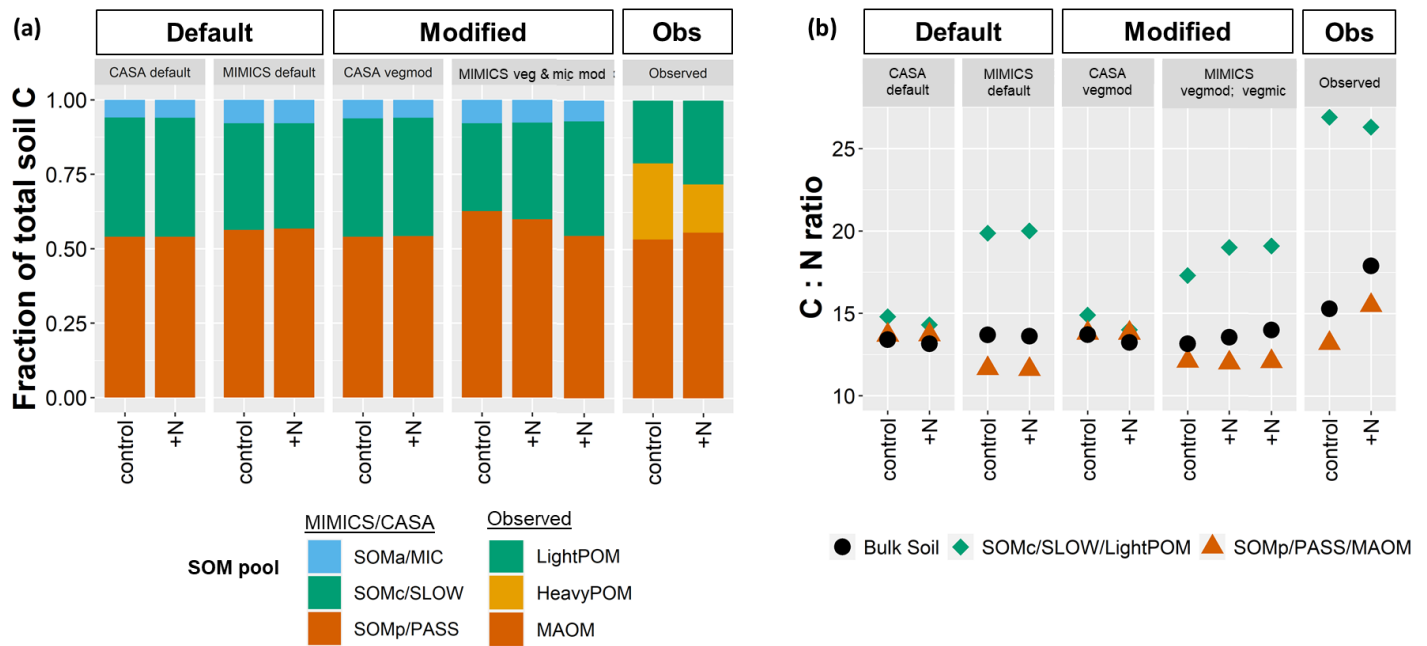 (a)
Default
Modified
Obs
CASA default
MIMICS default
CASA vegmod
MIMICS veg & mic mod
Observed
Fraction of total soil C
1.00
0.75
0.50
0.25
0.00
control
+N
control
+N
control
+N
control
+N
+N
control
+N
SOM pool
MIMICS/CASA
SOMa/MIC
SOMc/SLOW
SOMp/PASS
Observed
LightPOM
HeavyPOM
MAOM
(b)
Default
Modified
Obs
CASA
default
MIMICS
default
CASA
vegmod
MIMICS
vegmod; vegmic
Observed
C : N ratio
25
20
15
10
control
+N
control
+N
control
+N
control
+N
+N
control
+N
Bulk Soil
SOMc/SLOW/LightPOM
SOMp/PASS/MAOM